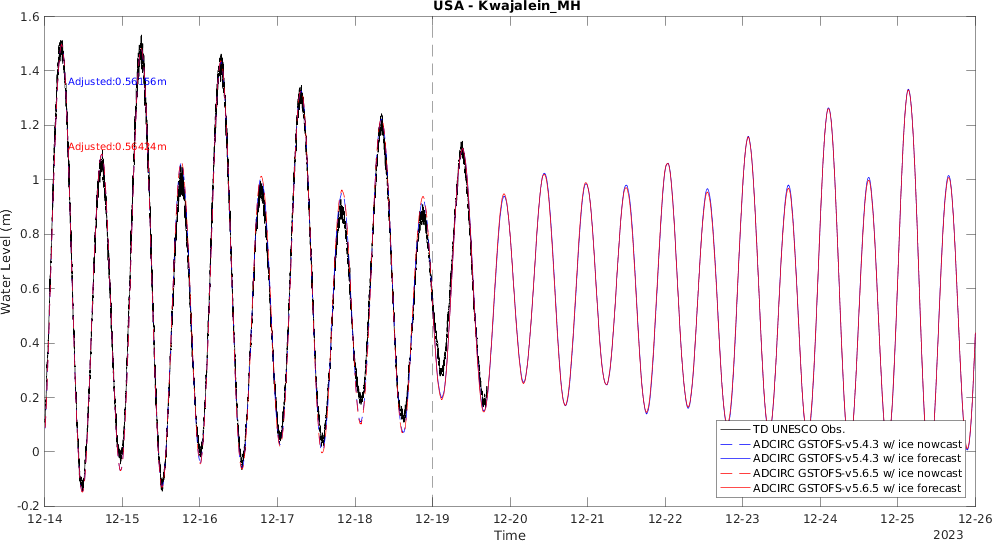 USA - Kwajalein_MH
1.6
1.4
1.2
1
0.8
0.6
0.4
0.2
0
-0.2
Water Level (m)
Adjusted:0.56166m
Adjusted:0.56424m
TD UNESCO Obs.
ADCIRC GSTOFS-v5.4.3 w/ ice nowcast
ADCIRC GSTOFS-v5.4.3 w/ ice forecast
ADCIRC GSTOFS-v5.6.5 w/ ice nowcast
ADCIRC GSTOFS-v5.6.5 w/ ice forecast
12-14 12-15 12-16 12-17 12-18 12-19 12-20 12-21 12-22 12-23 12-24 12-25 12-26
Time
2023